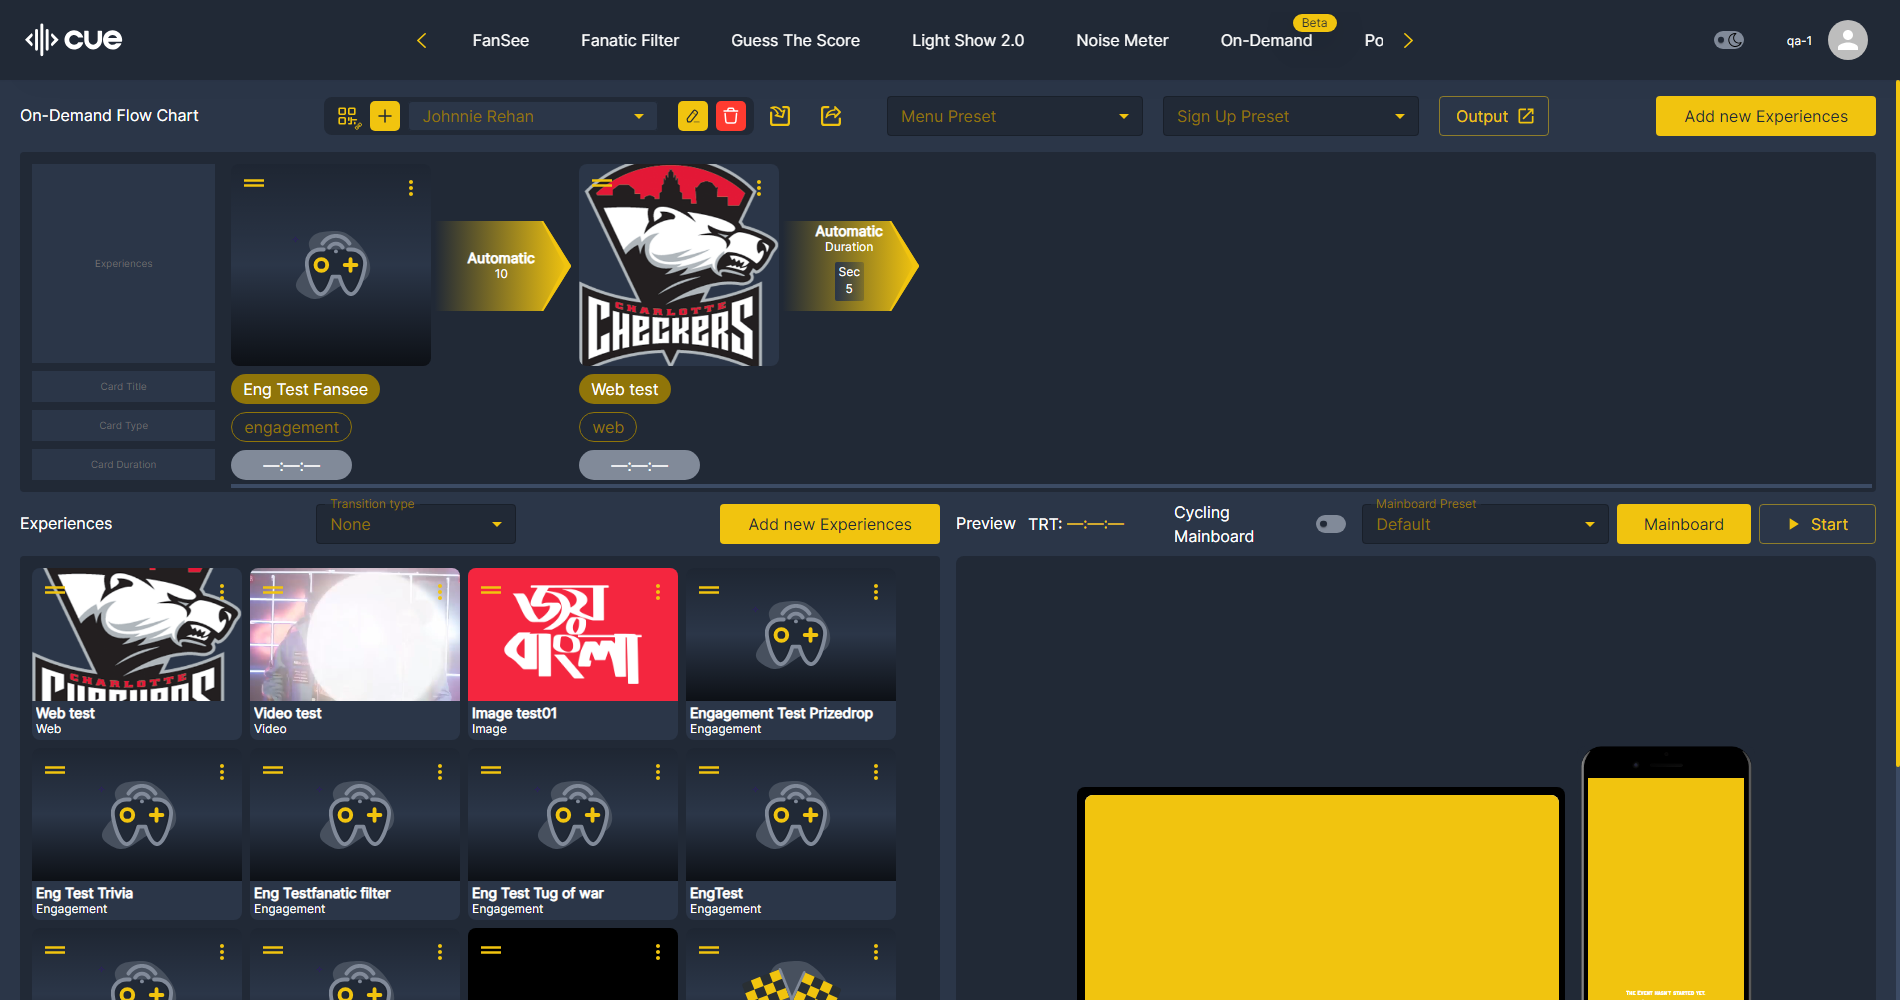 cue
FanSee
Fanatic Filter
Guess The Score
Light Show 2.0
Noise Meter
On-Demand
Beta
Po
qa-1
On-Demand Flow Chart
Johnnie Rehan
Menu Preset
Sign Up Preset
Output
Add new Experiences
Experiences
Card Title
Card Type
Card Duration
Automatic
10
CHARLOTTE
CHECKERS
Automatic
Duration
Sec
5
Eng Test Fansee
engagement
—:—:—
Web test
web
—:—:—
Experiences
Transition type
None
Add new Experiences
Preview
TRT: —:—:—
Cycling
Mainboard
Mainboard Preset
Default
Mainboard
Start
CHARLOTTE
CHECKERS
Web test
Web
Video test
Video
জয়
বাংলা
Image test01
Image
Engagement Test Prizedrop
Engagement
Eng Test Trivia
Engagement
Eng Testfanatic filter
Engagement
Eng Test Tug of war
Engagement
EngTest
Engagement
THE EVENT HASN'T STARTED YET.